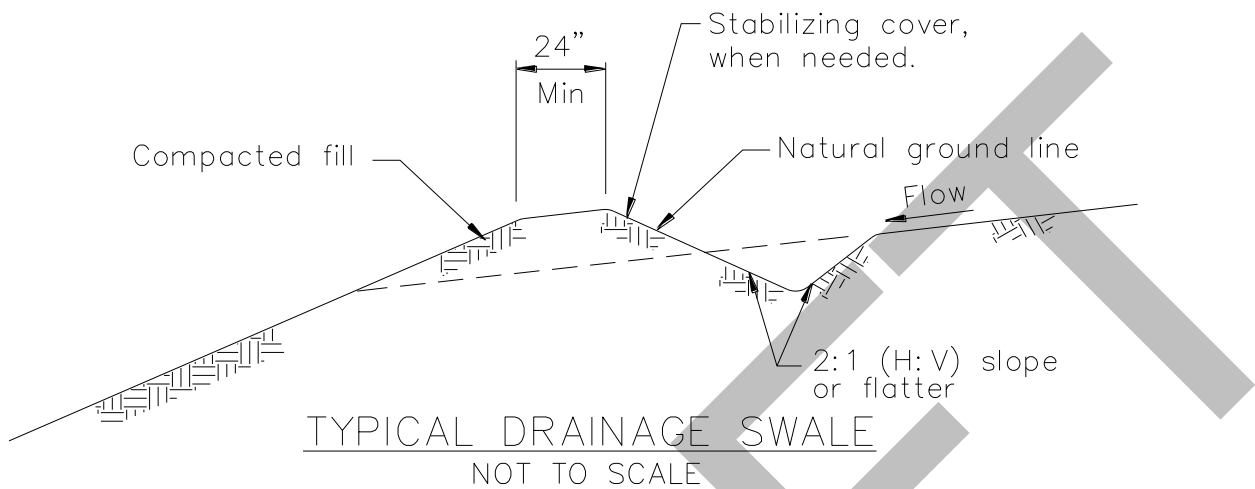 Stabilizing cover,
when needed.
24”
Min
Compacted fill
Natural ground line
Flow
2:1 (H:V) slope
or flatter
TYPICAL DRAINAGE SWALE
NOT TO SCALE